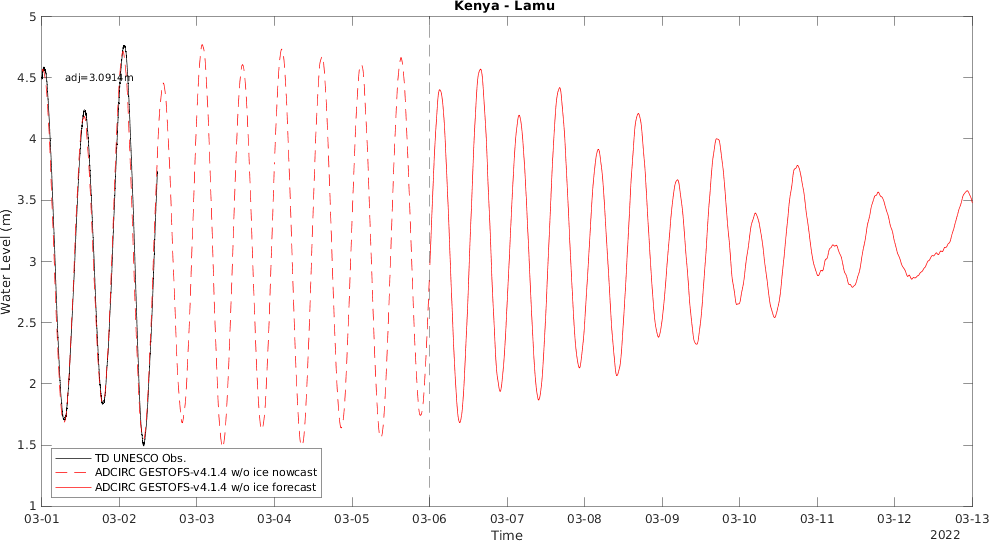 Kenya - Lamu
5
4.5
4
3.5
3
2.5
2
1.5
1
Water Level (m)
adj=3.0914m
TD UNESCO Obs.
ADCIRC GESTOFS-v4.1.4 w/o ice nowcast
ADCIRC GESTOFS-v4.1.4 w/o ice forecast
03-01 03-02 03-03 03-04 03-05 03-06 03-07 03-08 03-09 03-10 03-11 03-12 03-13
Time
2022